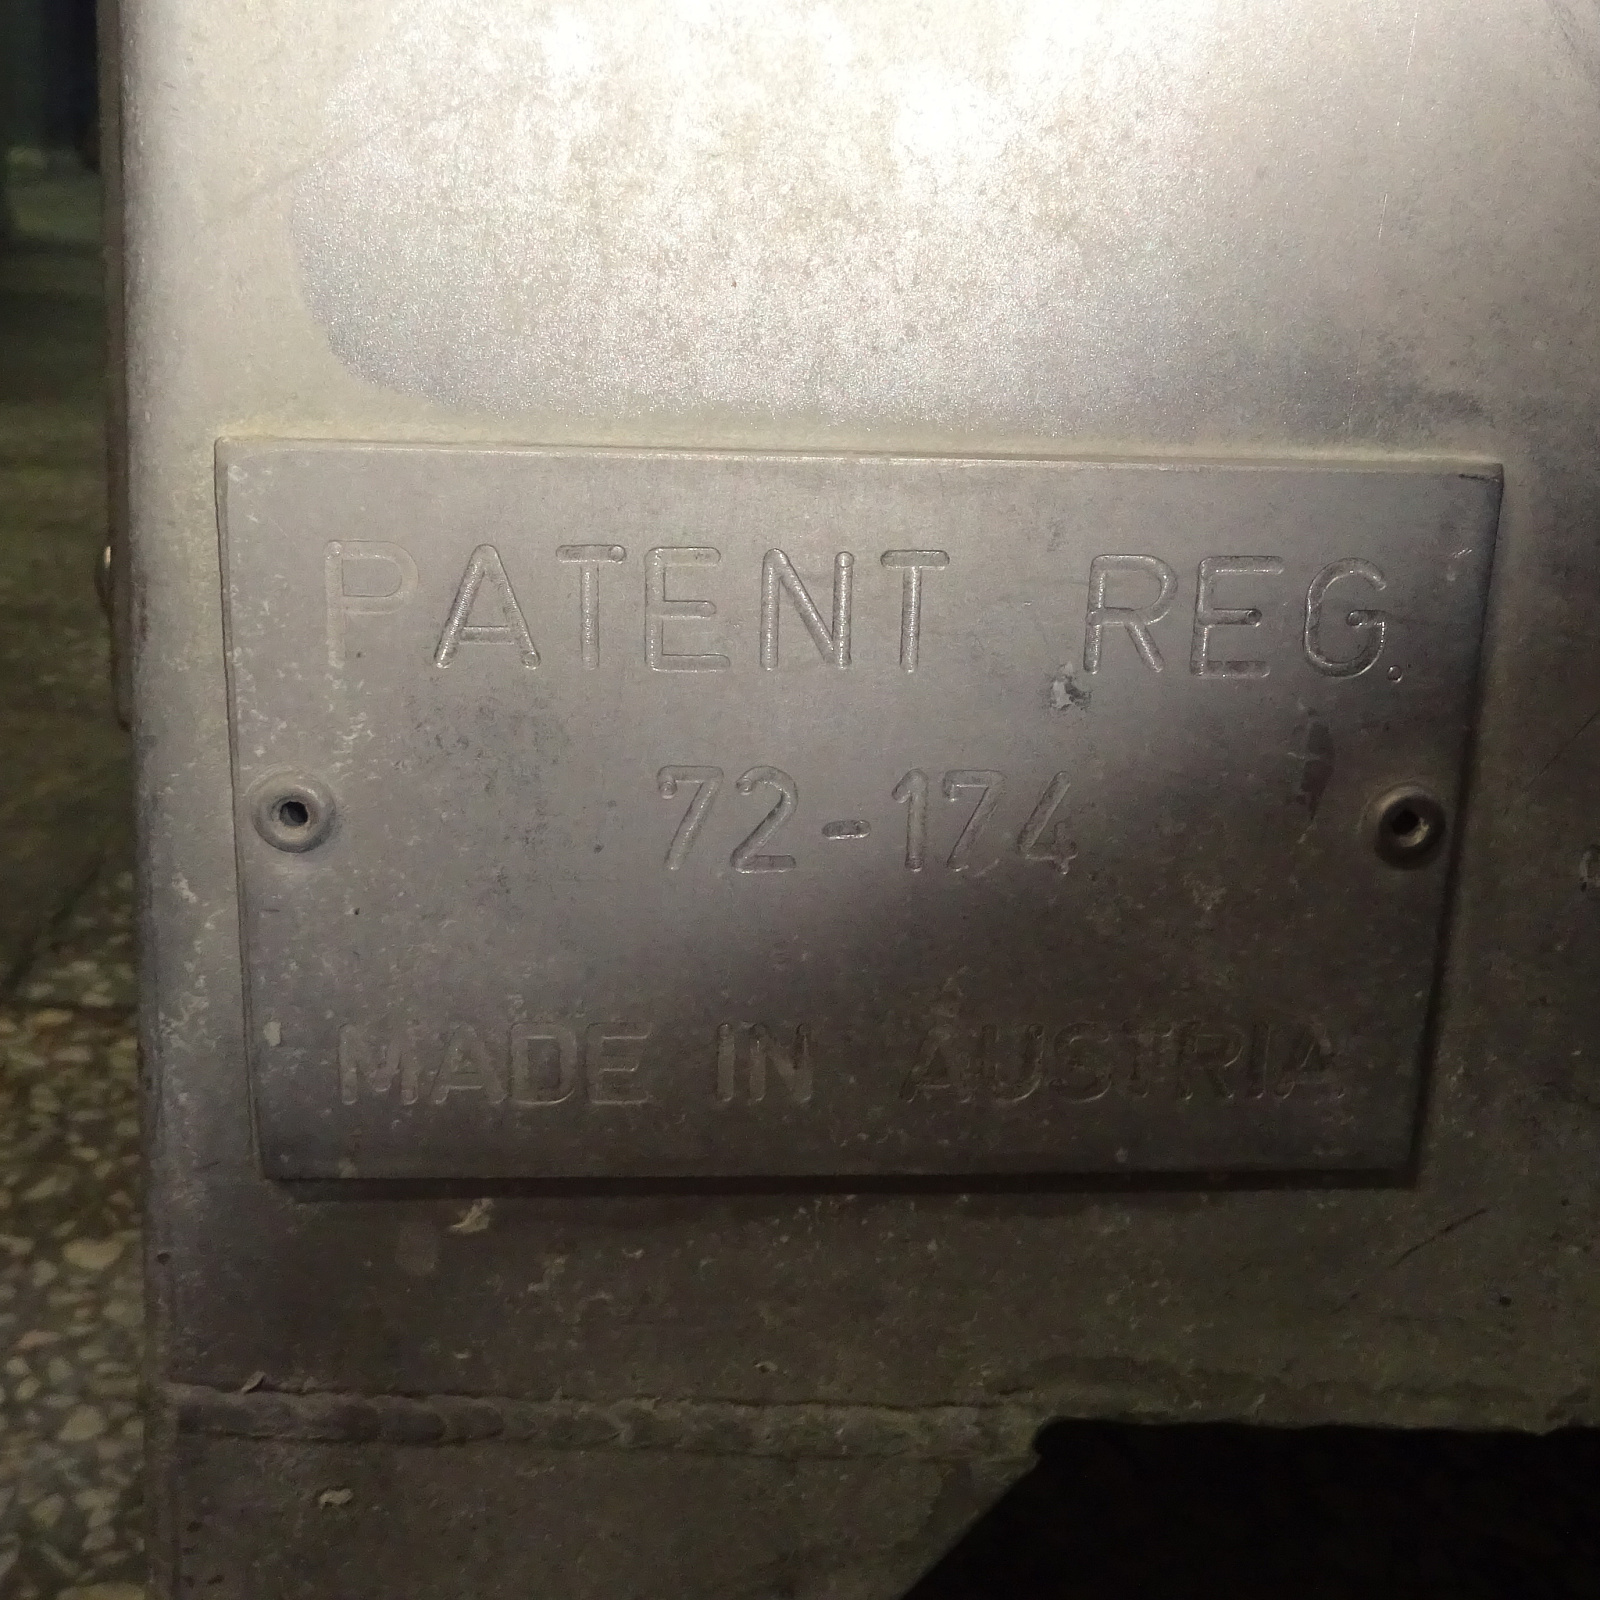 PATENT REG.
72-174
MADE IN AUSTRIA